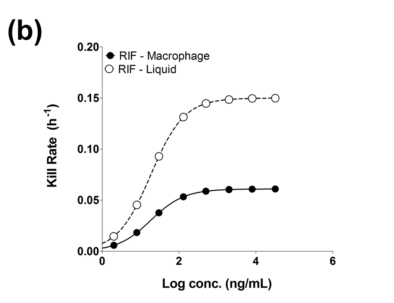 (b)
0.20
RIF - Macrophage
RIF - Liquid
0.15
0.10
0.05
0.00
Kill Rate (h⁻¹)
0 2 4 6
Log conc. (ng/mL)